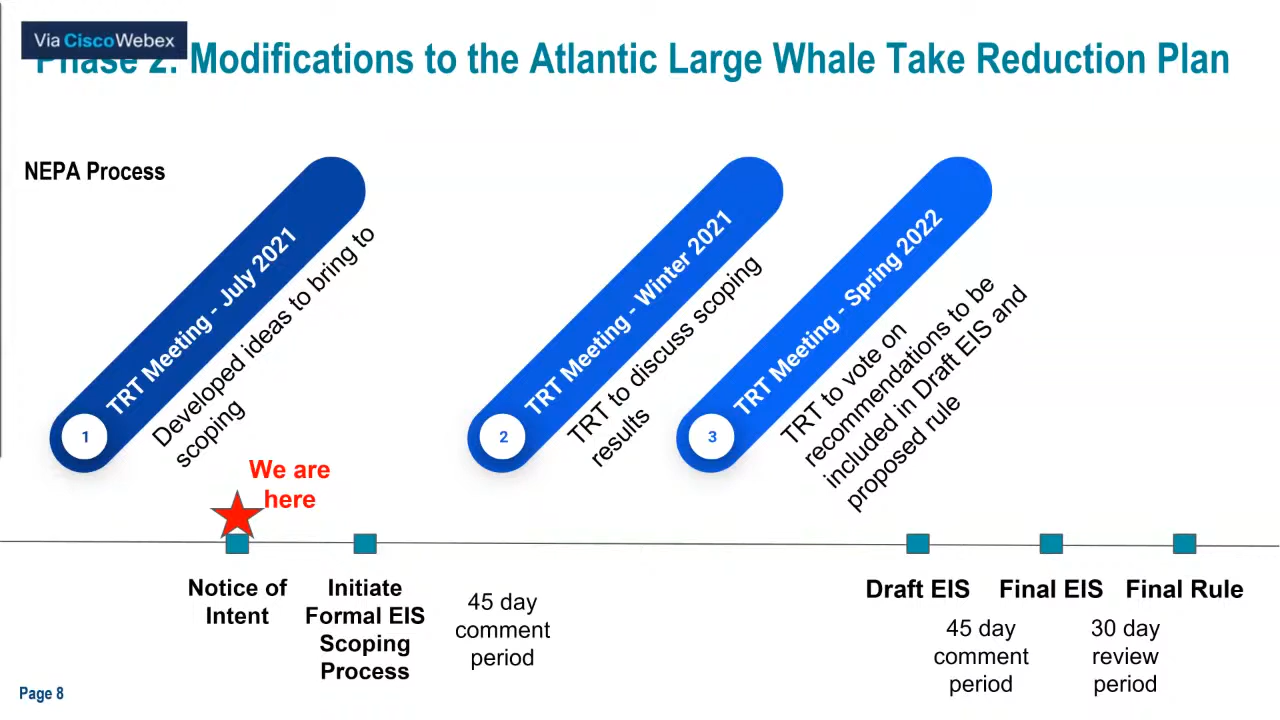 Via CiscoWebex
Phase 2: Modifications to the Atlantic Large Whale Take Reduction Plan
NEPA Process
TRT Meeting - July 2021
Developed ideas to bring to
scoping
1
TRT Meeting - Winter 2021
TRT to discuss scoping
results
2
TRT Meeting - Spring 2022
TRT to vote on
recommendations to be
included in Draft EIS and
proposed rule
3
We are
here
Notice of
Intent
Initiate
Formal EIS
Scoping
Process
45 day
comment
period
Draft EIS
Final EIS
Final Rule
45 day
comment
period
30 day
review
period
Page 8